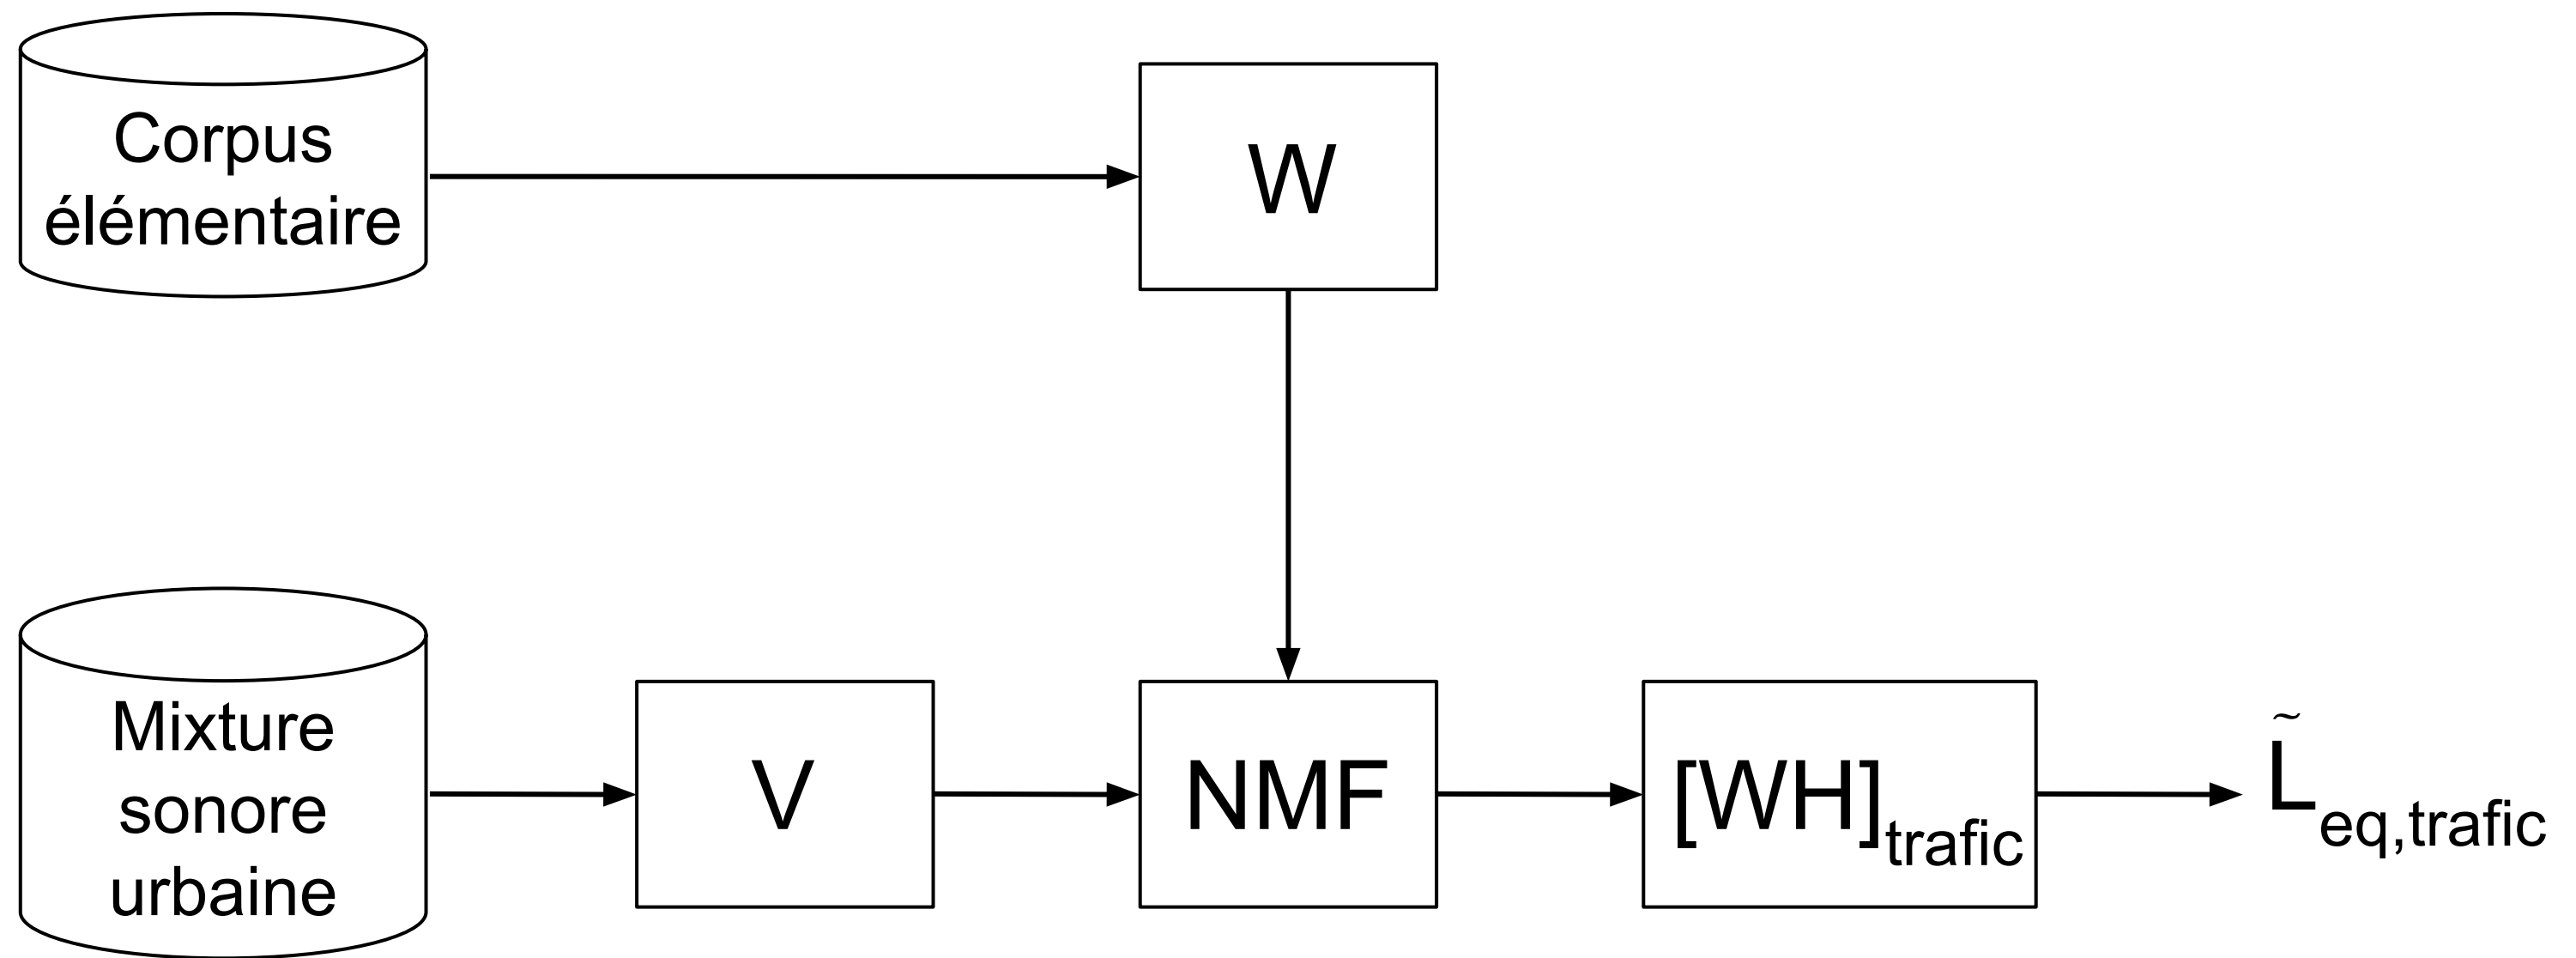 Corpus
élémentaire
W
Mixture
sonore
urbaine
V
NMF
[WH]trafic
L̃eq,trafic